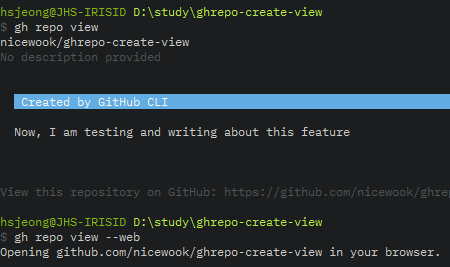 hsjeong@JHS-IRISID D:\study\ghrepo-create-view
$ gh repo view
nicewook/ghrepo-create-view
No description provided
Created by GitHub CLI
Now, I am testing and writing about this feature
View this repository on GitHub: https://github.com/nicewook/ghrep
hsjeong@JHS-IRISID D:\study\ghrepo-create-view
$ gh repo view --web
Opening github.com/nicewook/ghrepo-create-view in your browser.